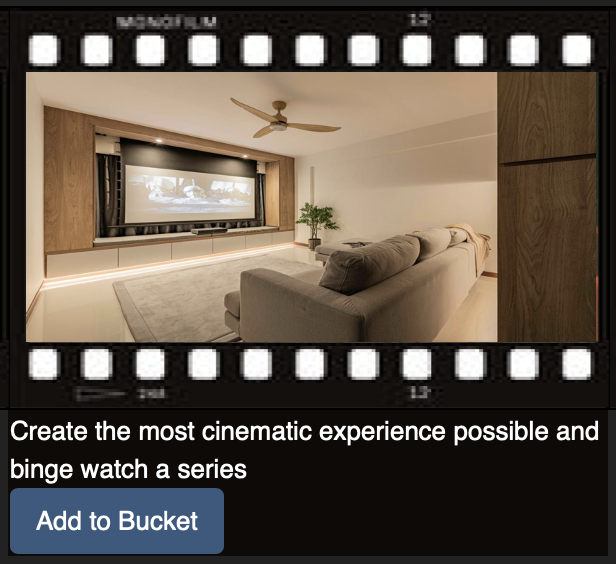 MONOFILM 12
12
Create the most cinematic experience possible and
binge watch a series
Add to Bucket